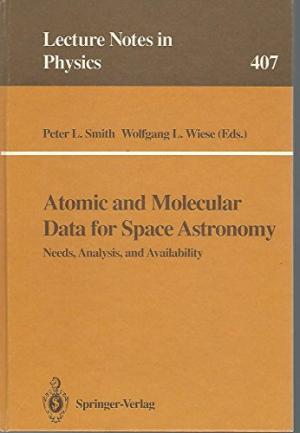 Lecture Notes in
Physics 407
Peter L. Smith Wolfgang L. Wiese (Eds.)
Atomic and Molecular
Data for Space Astronomy
Needs, Analysis, and Availability
Springer-Verlag